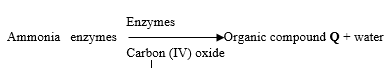 Enzymes
Ammonia enzymes → Organic compound Q + water
Carbon (IV) oxide